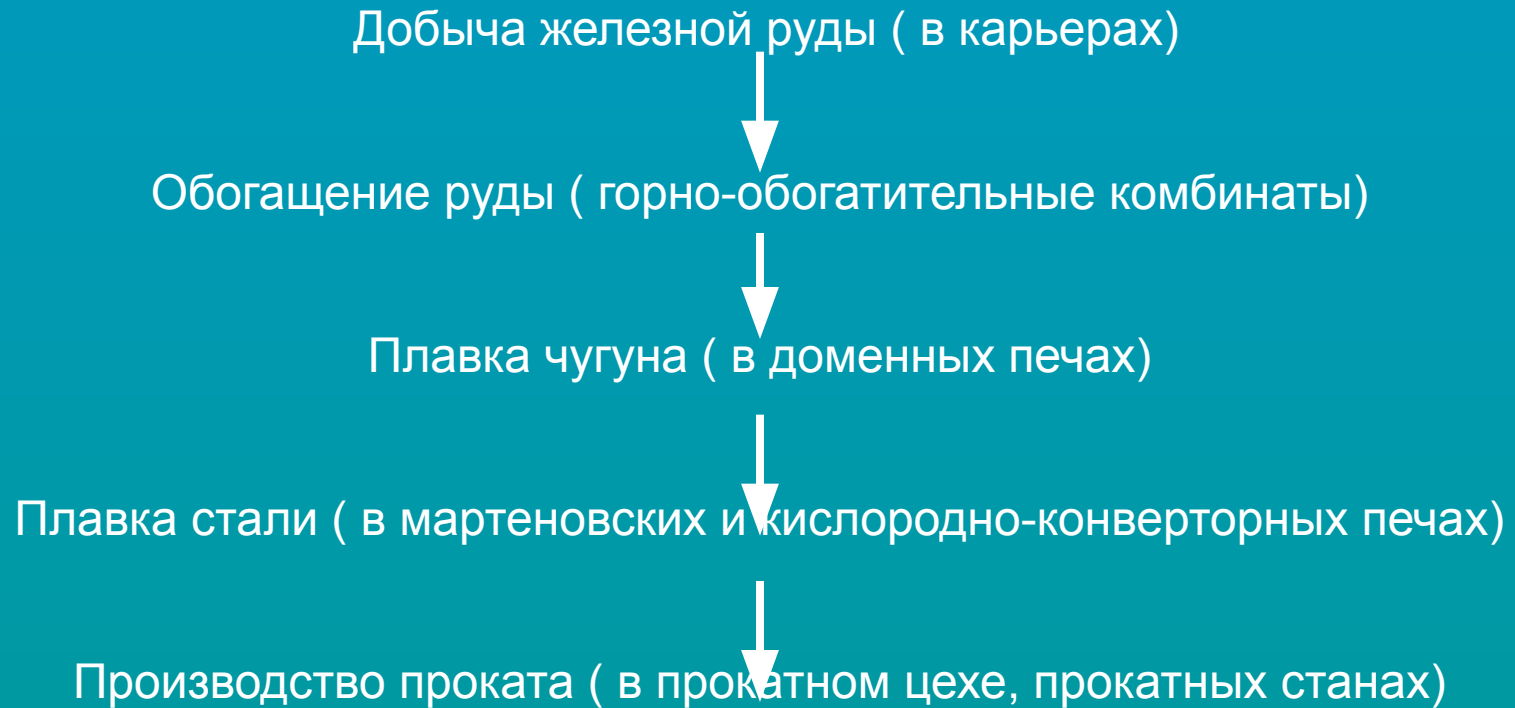 Добыча железной руды ( в карьерах)
Обогащение руды ( горно-обогатительные комбинаты)
Плавка чугуна ( в доменных печах)
Плавка стали ( в мартеновских и кислородно-конверторных печах)
Производство проката ( в прокатном цехе, прокатных станах)